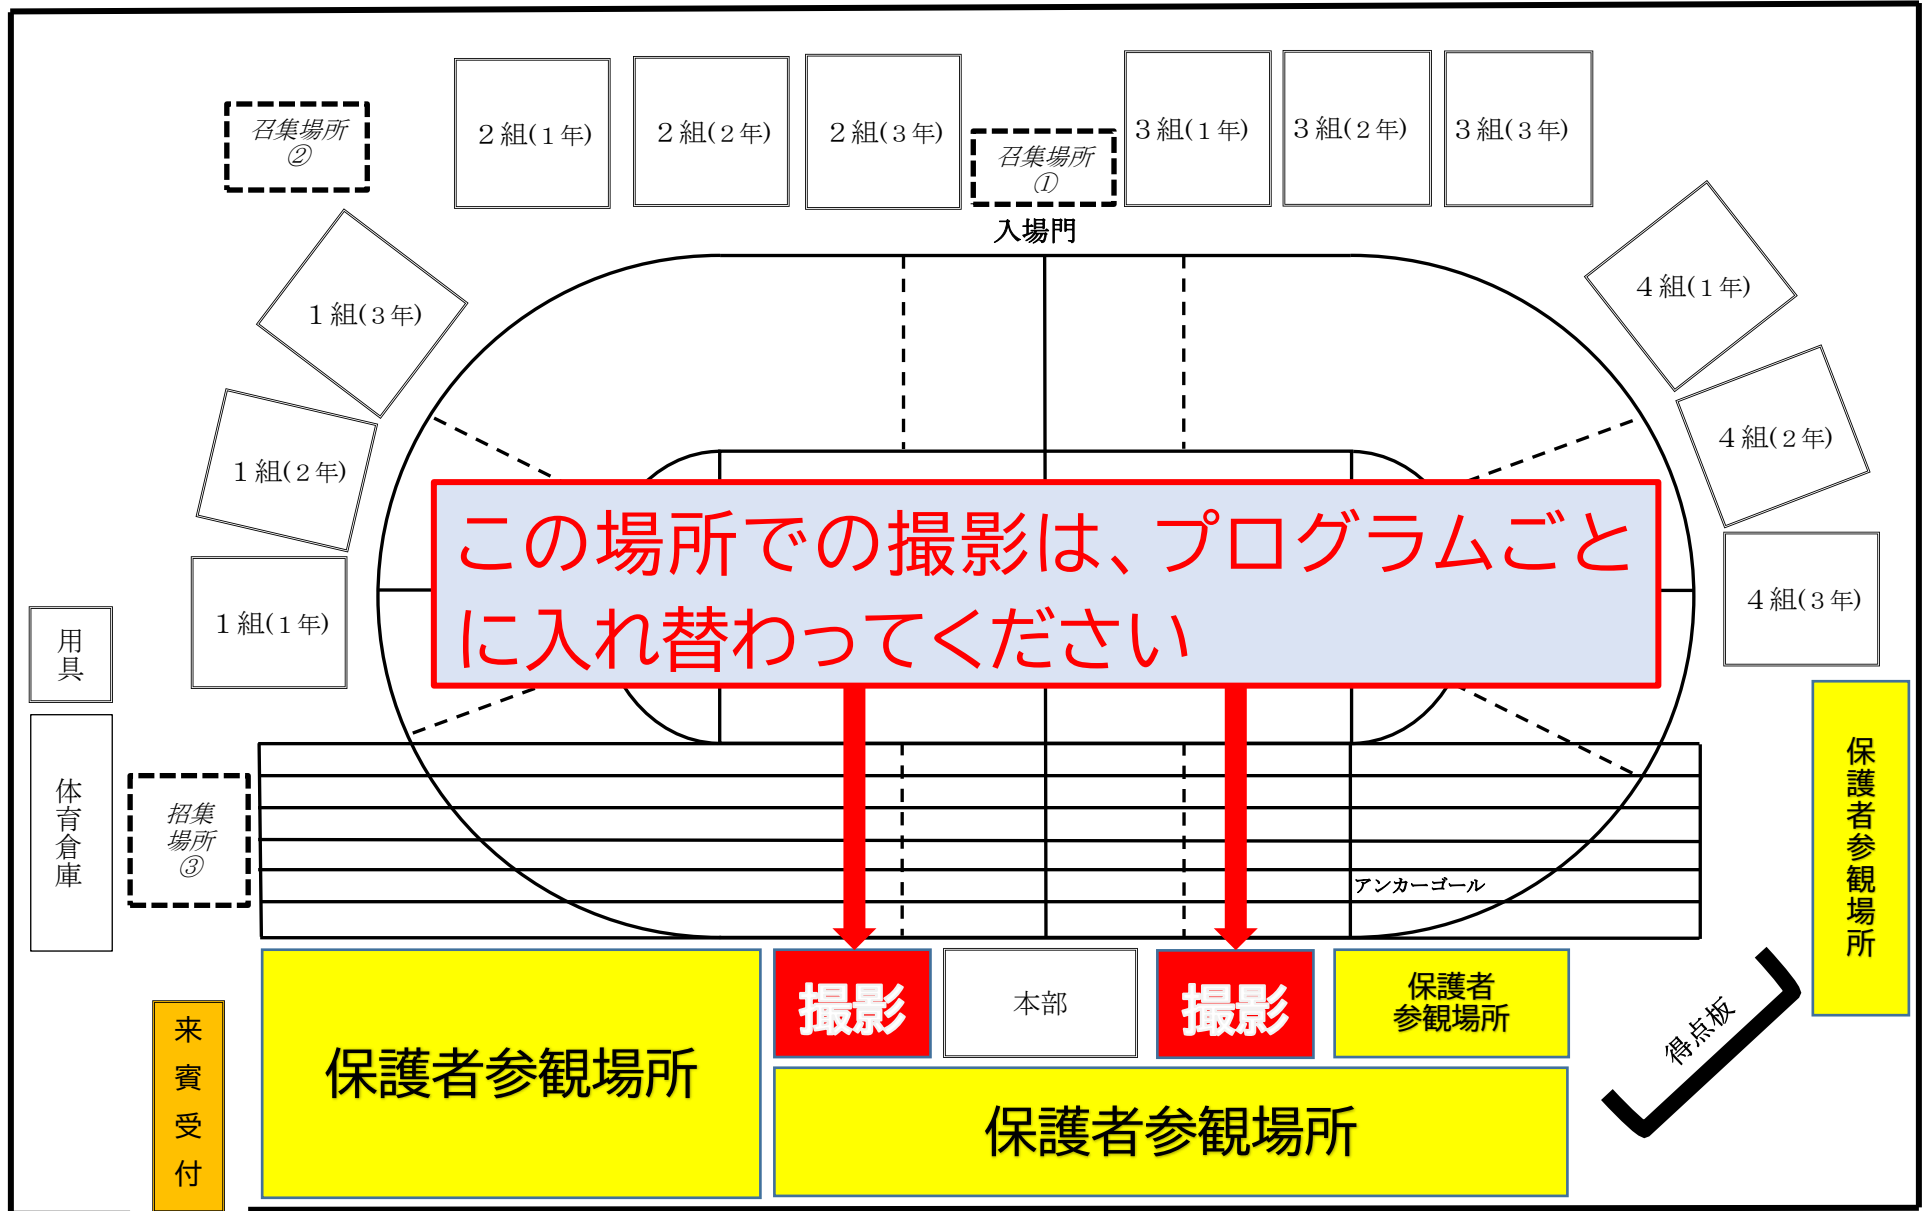 召集場所
②
２組(１年)
２組(２年)
２組(３年)
召集場所
①
３組(１年)
３組(２年)
３組(３年)
入場門
１組(３年)
４組(１年)
１組(２年)
４組(２年)
１組(１年)
４組(３年)
この場所での撮影は、プログラムごと
に入れ替わってください
用具
体育倉庫
招集
場所
③
アンカーゴール
保護者参観場所
撮影
本部
撮影
保護者
参観場所
得点板
来賓受付
保護者参観場所
保護者参観場所